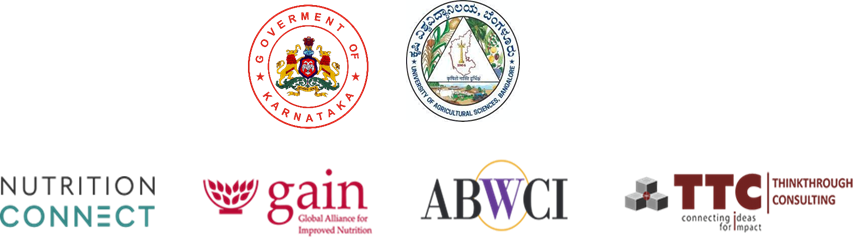 GOVERMENT OF
KARNATAKA
ಕೃಷಿ ವಿಶ್ವವಿದ್ಯಾನಿಲಯ, ಬೆಂಗಳೂರು
UNIVERSITY OF AGRICULTURAL SCIENCES, BANGALORE
NUTRITION
CONNECT
gain
Global Alliance for
Improved Nutrition
ABWCI
TTC
connecting ideas
for impact
THINKTHROUGH
CONSULTING